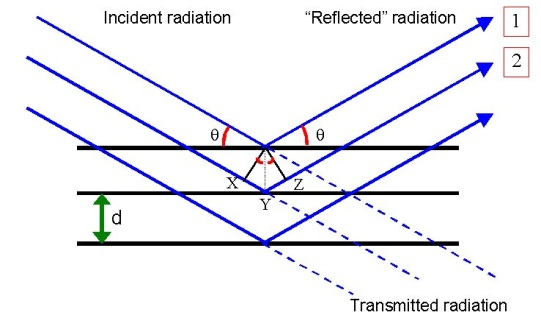 Incident radiation
“Reflected” radiation
1
2
θ
θ
X
Z
Y
d
Transmitted radiation